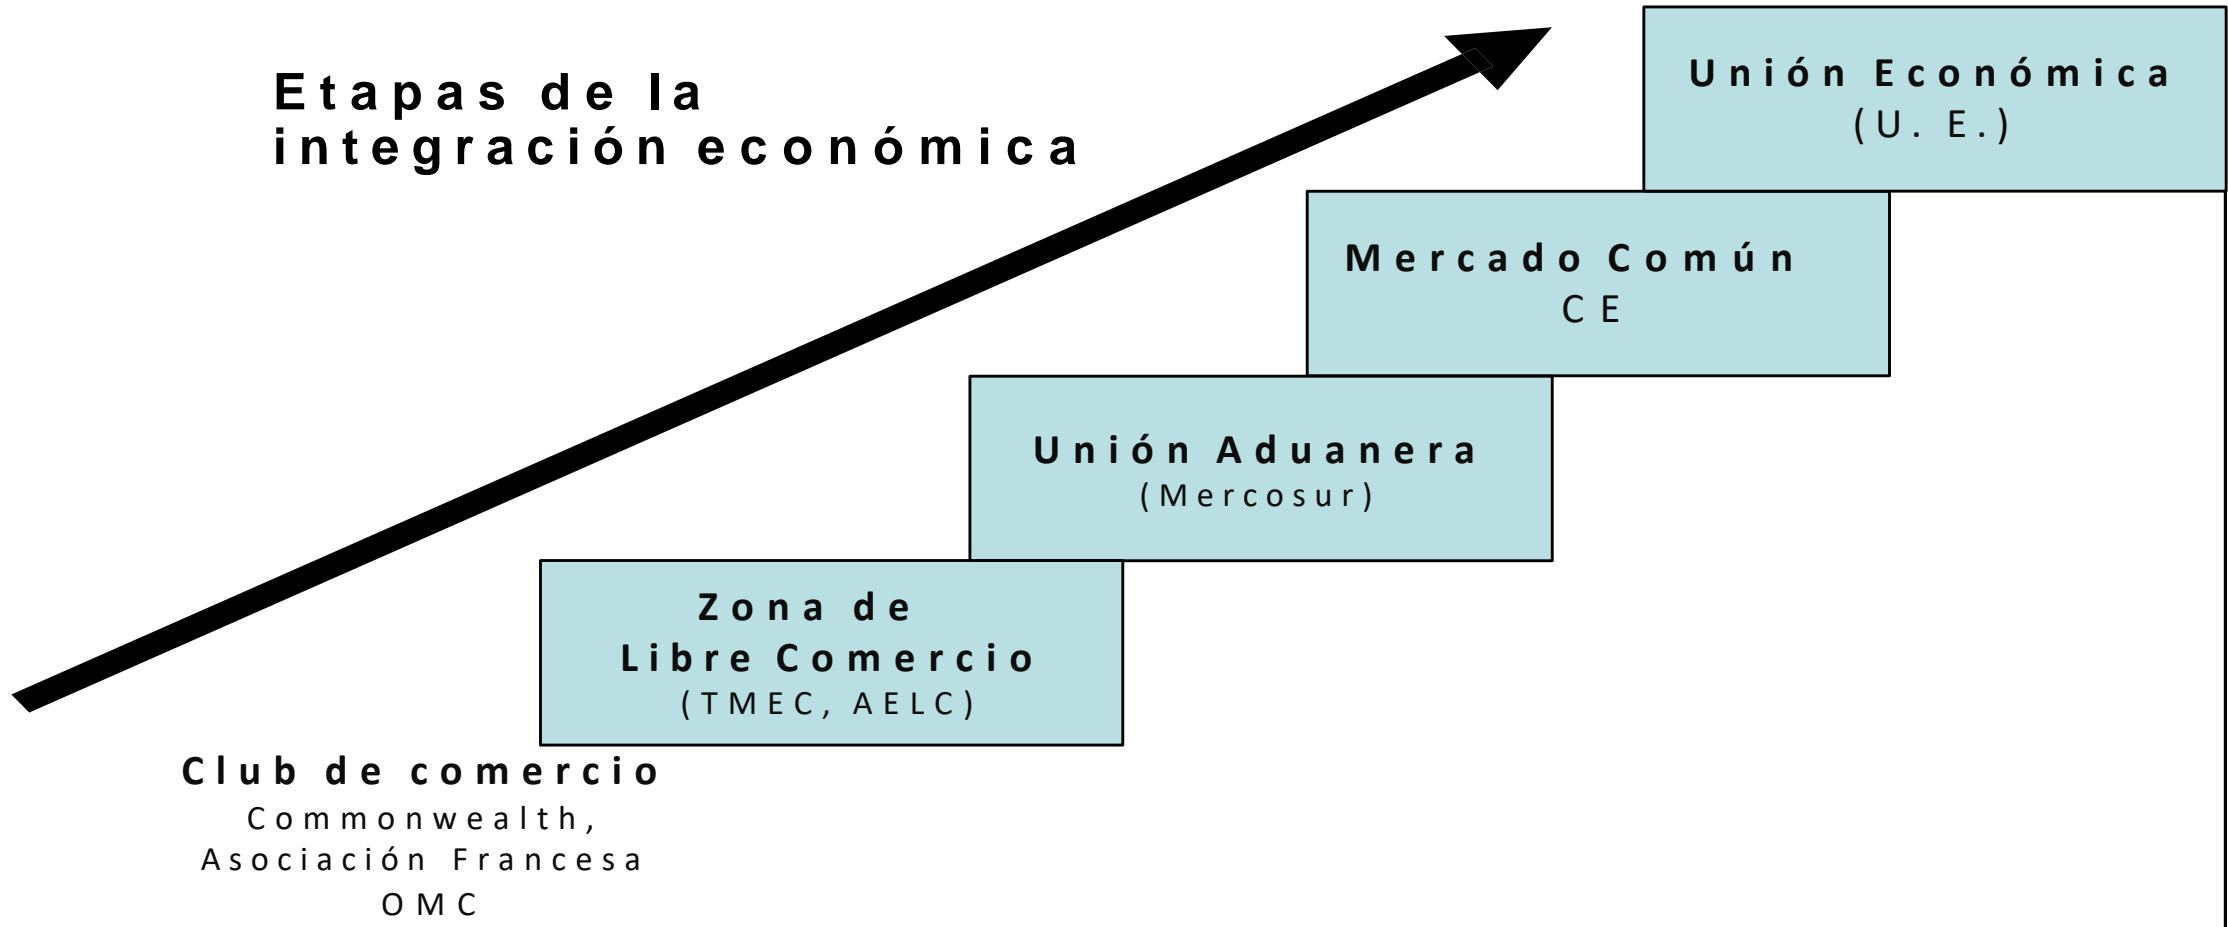 Etapas de la
integración económica
Unión Económica
(U. E.)
Mercado Común
CE
Unión Aduanera
(Mercosur)
Zona de
Libre Comercio
(TMEC, AELC)
Club de comercio
Commonwealth,
Asociación Francesa
OMC